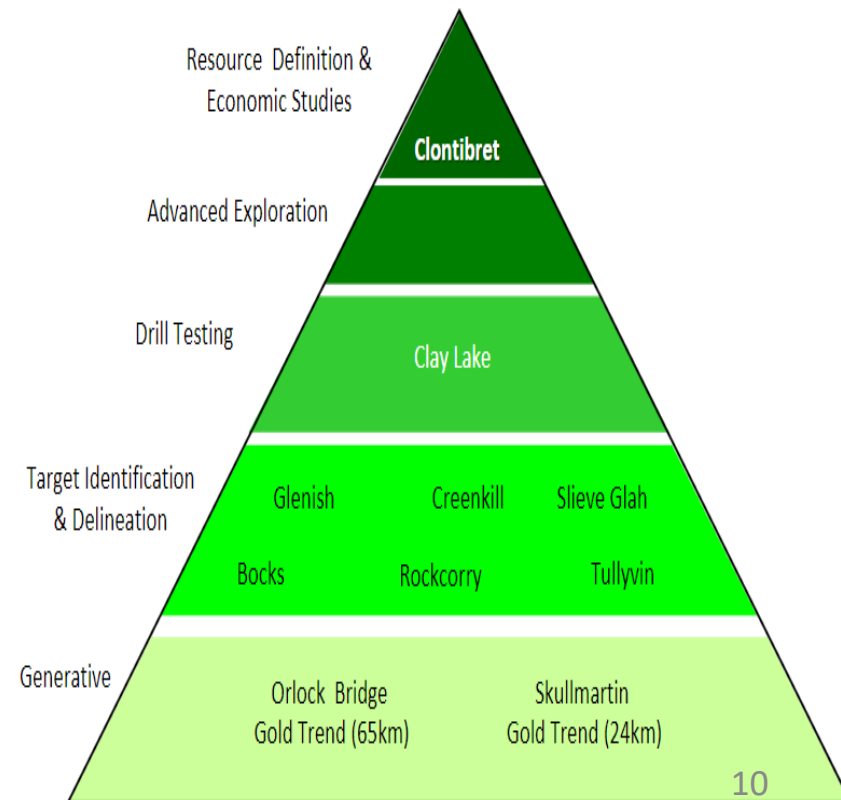 Resource Definition &
Economic Studies
Clontibret
Advanced Exploration
Drill Testing
Clay Lake
Target Identification
& Delineation
Glenish Creenkill Slieve Glah
Bocks Rockcorry Tullyvin
Generative
Orlock Bridge
Gold Trend (65km)
Skullmartin
Gold Trend (24km)
10